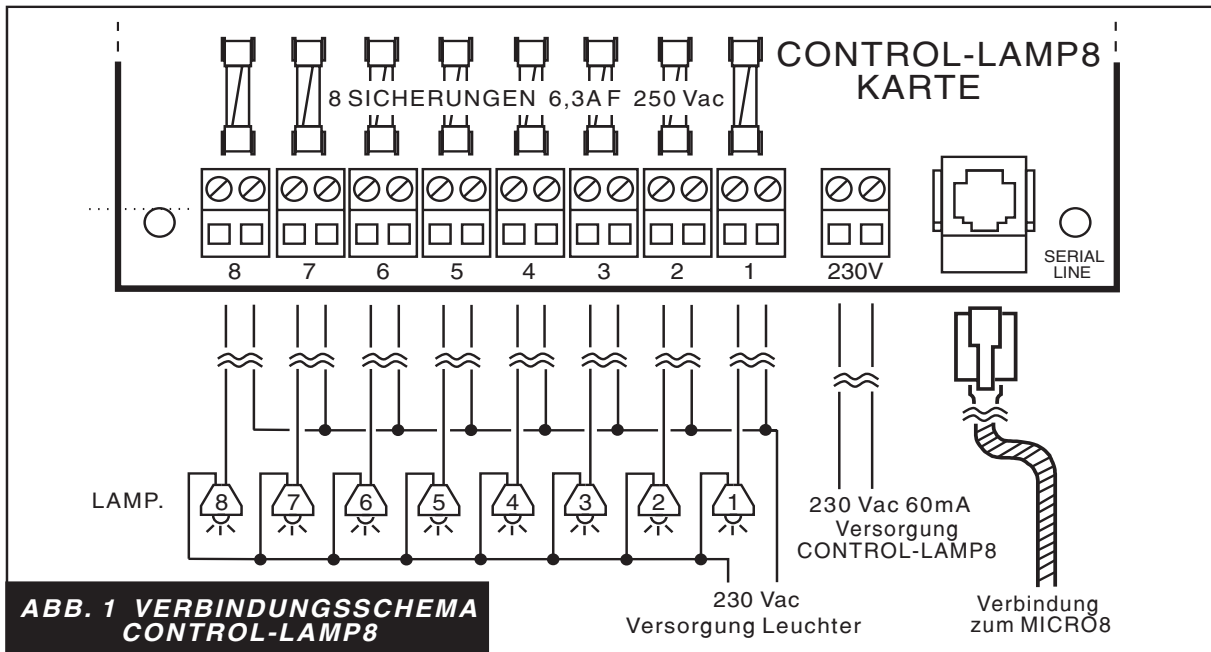 CONTROL-LAMP8
KARTE
8 SICHERUNGEN 6,3A F 250 Vac
8 7 6 5 4 3 2 1 230V
SERIAL
LINE
LAMP. 8 7 6 5 4 3 2 1
230 Vac 60mA
Versorgung
CONTROL-LAMP8
230 Vac
Versorgung Leuchter
Verbindung
zum MICRO8
ABB. 1 VERBINDUNGSSCHEMA
CONTROL-LAMP8